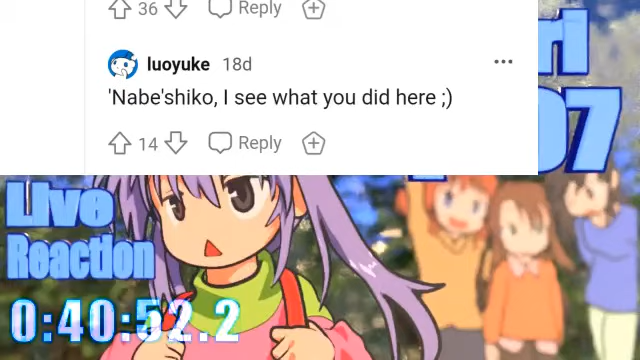 36 Reply
luoyuke 18d
'Nabe'shiko, I see what you did here ;)
14 Reply
Live
Reaction
0:40:52.2